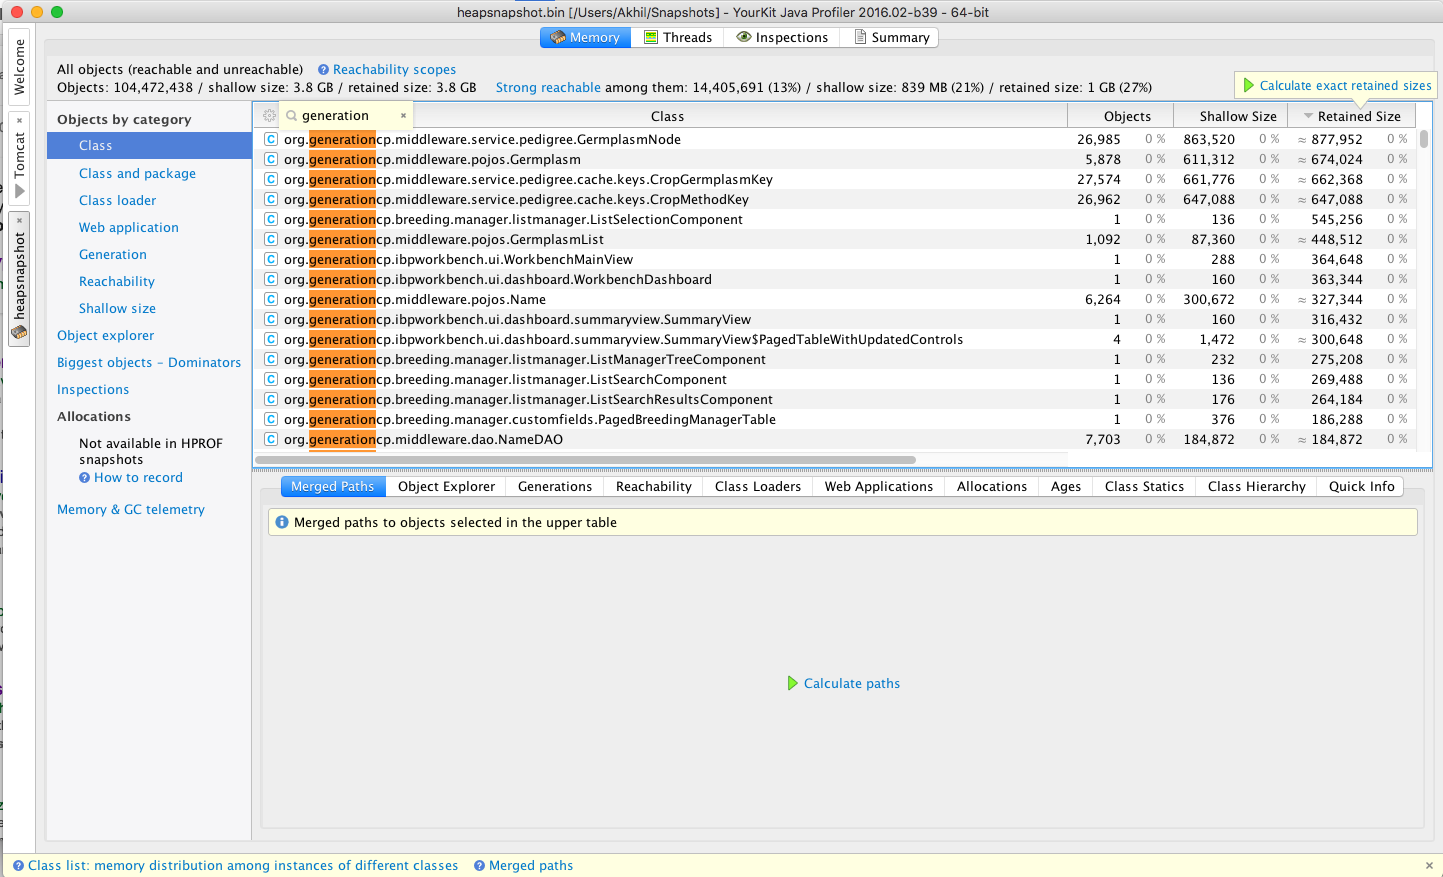 heapsnapshot.bin [/Users/Akhil/Snapshots] - YourKit Java Profiler 2016.02-b39 - 64-bit
Welcome
Tomcat
heapsnapshot
Memory Threads Inspections Summary
All objects (reachable and unreachable) Reachability scopes
Objects: 104,472,438 / shallow size: 3.8 GB / retained size: 3.8 GB Strong reachable among them: 14,405,691 (13%) / shallow size: 839 MB (21%) / retained size: 1 GB (27%)
Calculate exact retained sizes
Objects by category
Class
Class and package
Class loader
Web application
Generation
Reachability
Shallow size
Object explorer
Biggest objects - Dominators
Inspections
Allocations
Not available in HPROF
snapshots
How to record
Memory & GC telemetry
generation Class Objects Shallow Size Retained Size
org.generationcp.middleware.service.pedigree.GermplasmNode 26,985 0 % 863,520 0 % ≈ 877,952 0 %
org.generationcp.middleware.pojos.Germplasm 5,878 0 % 611,312 0 % ≈ 674,024 0 %
org.generationcp.middleware.service.pedigree.cache.keys.CropGermplasmKey 27,574 0 % 661,776 0 % ≈ 662,368 0 %
org.generationcp.middleware.service.pedigree.cache.keys.CropMethodKey 26,962 0 % 647,088 0 % ≈ 647,088 0 %
org.generationcp.breeding.manager.listmanager.ListSelectionComponent 1 0 % 136 0 % 545,256 0 %
org.generationcp.middleware.pojos.GermplasmList 1,092 0 % 87,360 0 % ≈ 448,512 0 %
org.generationcp.ibpworkbench.ui.WorkbenchMainView 1 0 % 288 0 % 364,648 0 %
org.generationcp.ibpworkbench.ui.dashboard.WorkbenchDashboard 1 0 % 160 0 % 363,344 0 %
org.generationcp.middleware.pojos.Name 6,264 0 % 300,672 0 % ≈ 327,344 0 %
org.generationcp.ibpworkbench.ui.dashboard.summaryview.SummaryView 1 0 % 160 0 % 316,432 0 %
org.generationcp.ibpworkbench.ui.dashboard.summaryview.SummaryView$PagedTableWithUpdatedControls 4 0 % 1,472 0 % ≈ 300,648 0 %
org.generationcp.breeding.manager.listmanager.ListManagerTreeComponent 1 0 % 232 0 % 275,208 0 %
org.generationcp.breeding.manager.listmanager.ListSearchComponent 1 0 % 136 0 % 269,488 0 %
org.generationcp.breeding.manager.listmanager.ListSearchResultsComponent 1 0 % 176 0 % 264,184 0 %
org.generationcp.breeding.manager.customfields.PagedBreedingManagerTable 1 0 % 376 0 % 186,288 0 %
org.generationcp.middleware.dao.NameDAO 7,703 0 % 184,872 0 % ≈ 184,872 0 %
Merged Paths Object Explorer Generations Reachability Class Loaders Web Applications Allocations Ages Class Statics Class Hierarchy Quick Info
Merged paths to objects selected in the upper table
Calculate paths
Class list: memory distribution among instances of different classes Merged paths